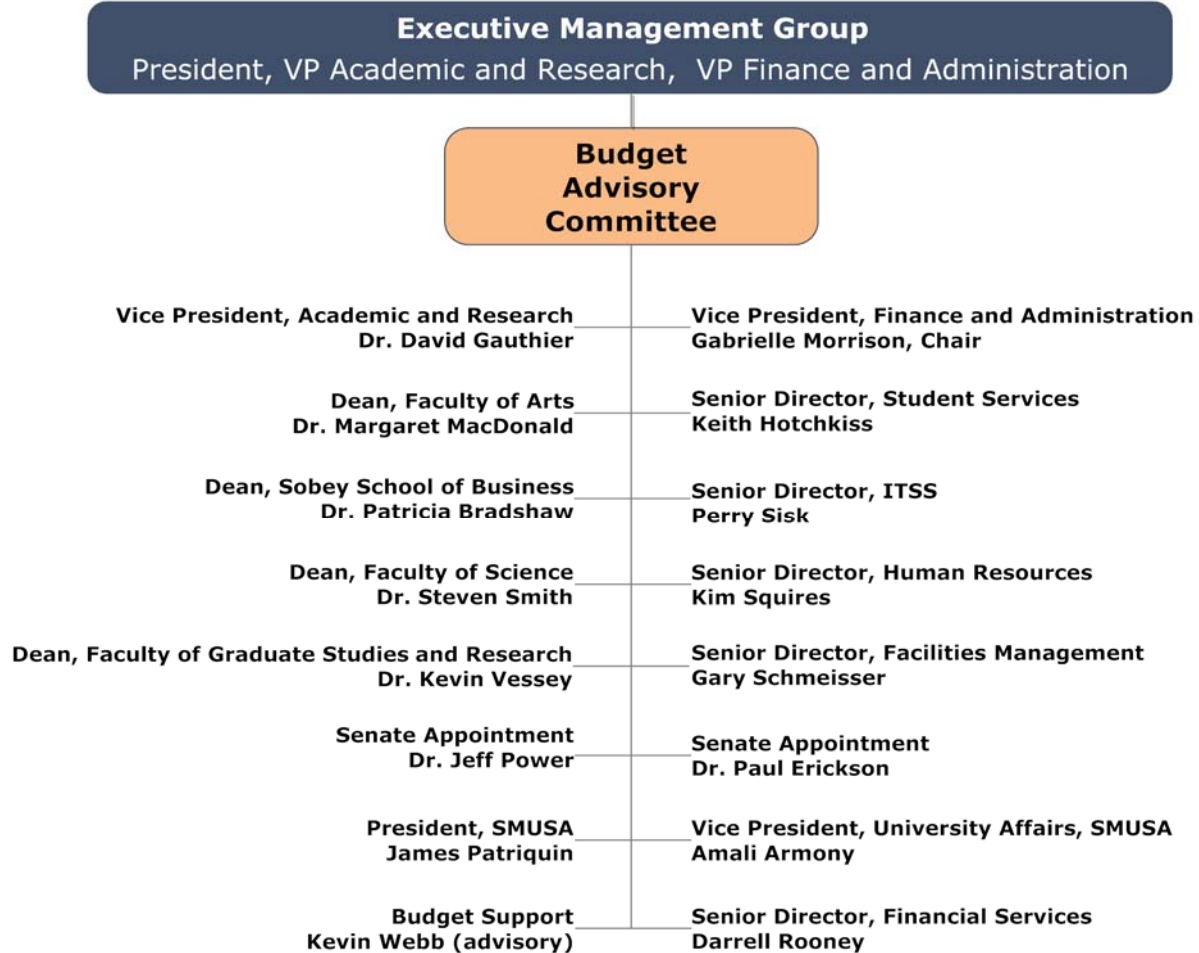 Executive Management Group
President, VP Academic and Research, VP Finance and Administration
Budget
Advisory
Committee
Vice President, Academic and Research
Dr. David Gauthier
Vice President, Finance and Administration
Gabrielle Morrison, Chair
Dean, Faculty of Arts
Dr. Margaret MacDonald
Senior Director, Student Services
Keith Hotchkiss
Dean, Sobey School of Business
Dr. Patricia Bradshaw
Senior Director, ITSS
Perry Sisk
Dean, Faculty of Science
Dr. Steven Smith
Senior Director, Human Resources
Kim Squires
Dean, Faculty of Graduate Studies and Research
Dr. Kevin Vessey
Senior Director, Facilities Management
Gary Schmeisser
Senate Appointment
Dr. Jeff Power
Senate Appointment
Dr. Paul Erickson
President, SMUSA
James Patriquin
Vice President, University Affairs, SMUSA
Amali Armony
Budget Support
Kevin Webb (advisory)
Senior Director, Financial Services
Darrell Rooney